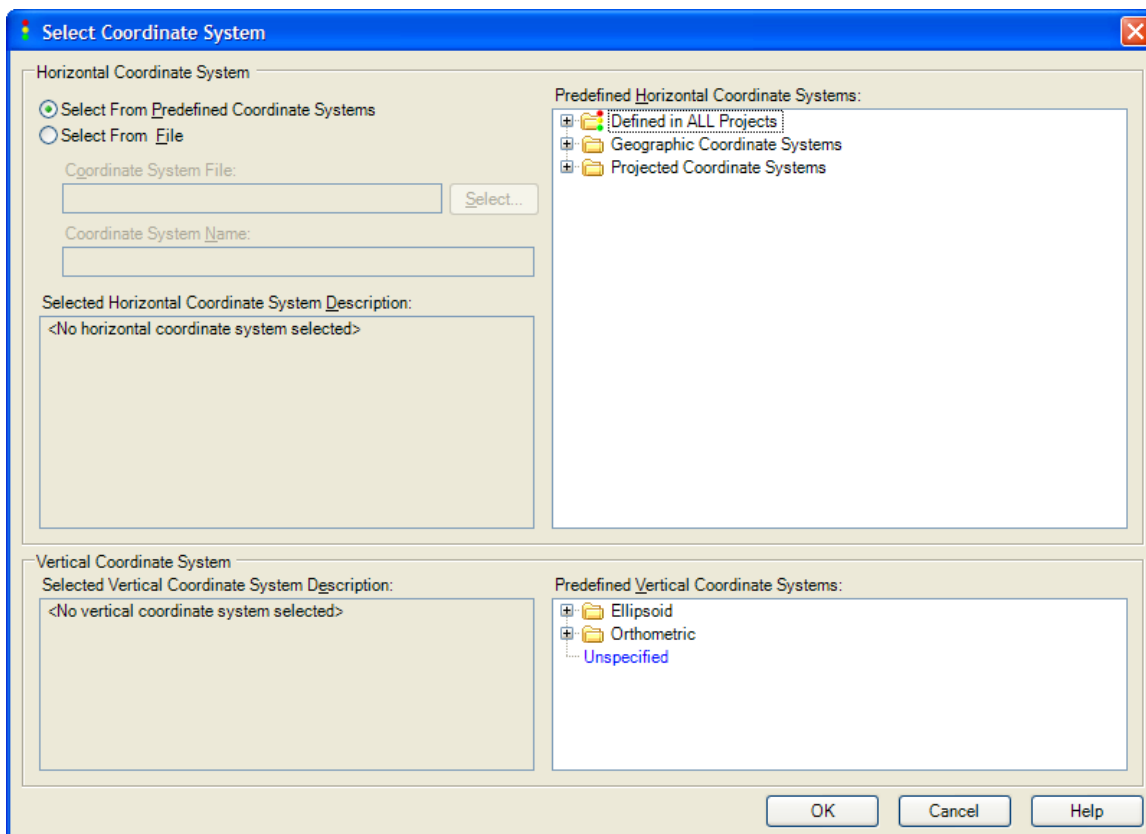 Select Coordinate System
Horizontal Coordinate System
Select From Predefined Coordinate Systems
Select From File
Coordinate System File:
Select...
Coordinate System Name:
Selected Horizontal Coordinate System Description:
<No horizontal coordinate system selected>
Predefined Horizontal Coordinate Systems:
Defined in ALL Projects
Geographic Coordinate Systems
Projected Coordinate Systems
Vertical Coordinate System
Selected Vertical Coordinate System Description:
<No vertical coordinate system selected>
Predefined Vertical Coordinate Systems:
Ellipsoid
Orthometric
Unspecified
OK
Cancel
Help